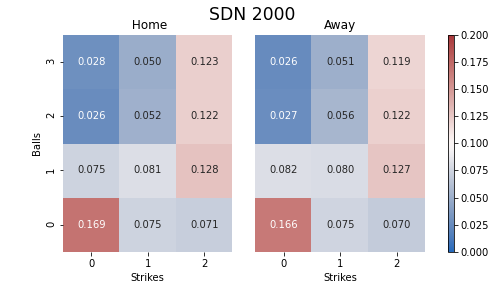 SDN 2000
Home Away
3 0.028 0.050 0.123 0.026 0.051 0.119
2 0.026 0.052 0.122 0.027 0.056 0.122
1 0.075 0.081 0.128 0.082 0.080 0.127
0 0.169 0.075 0.071 0.166 0.075 0.070
Balls
0 1 2 0 1 2
Strikes Strikes
0.200
0.175
0.150
0.125
0.100
0.075
0.050
0.025
0.000